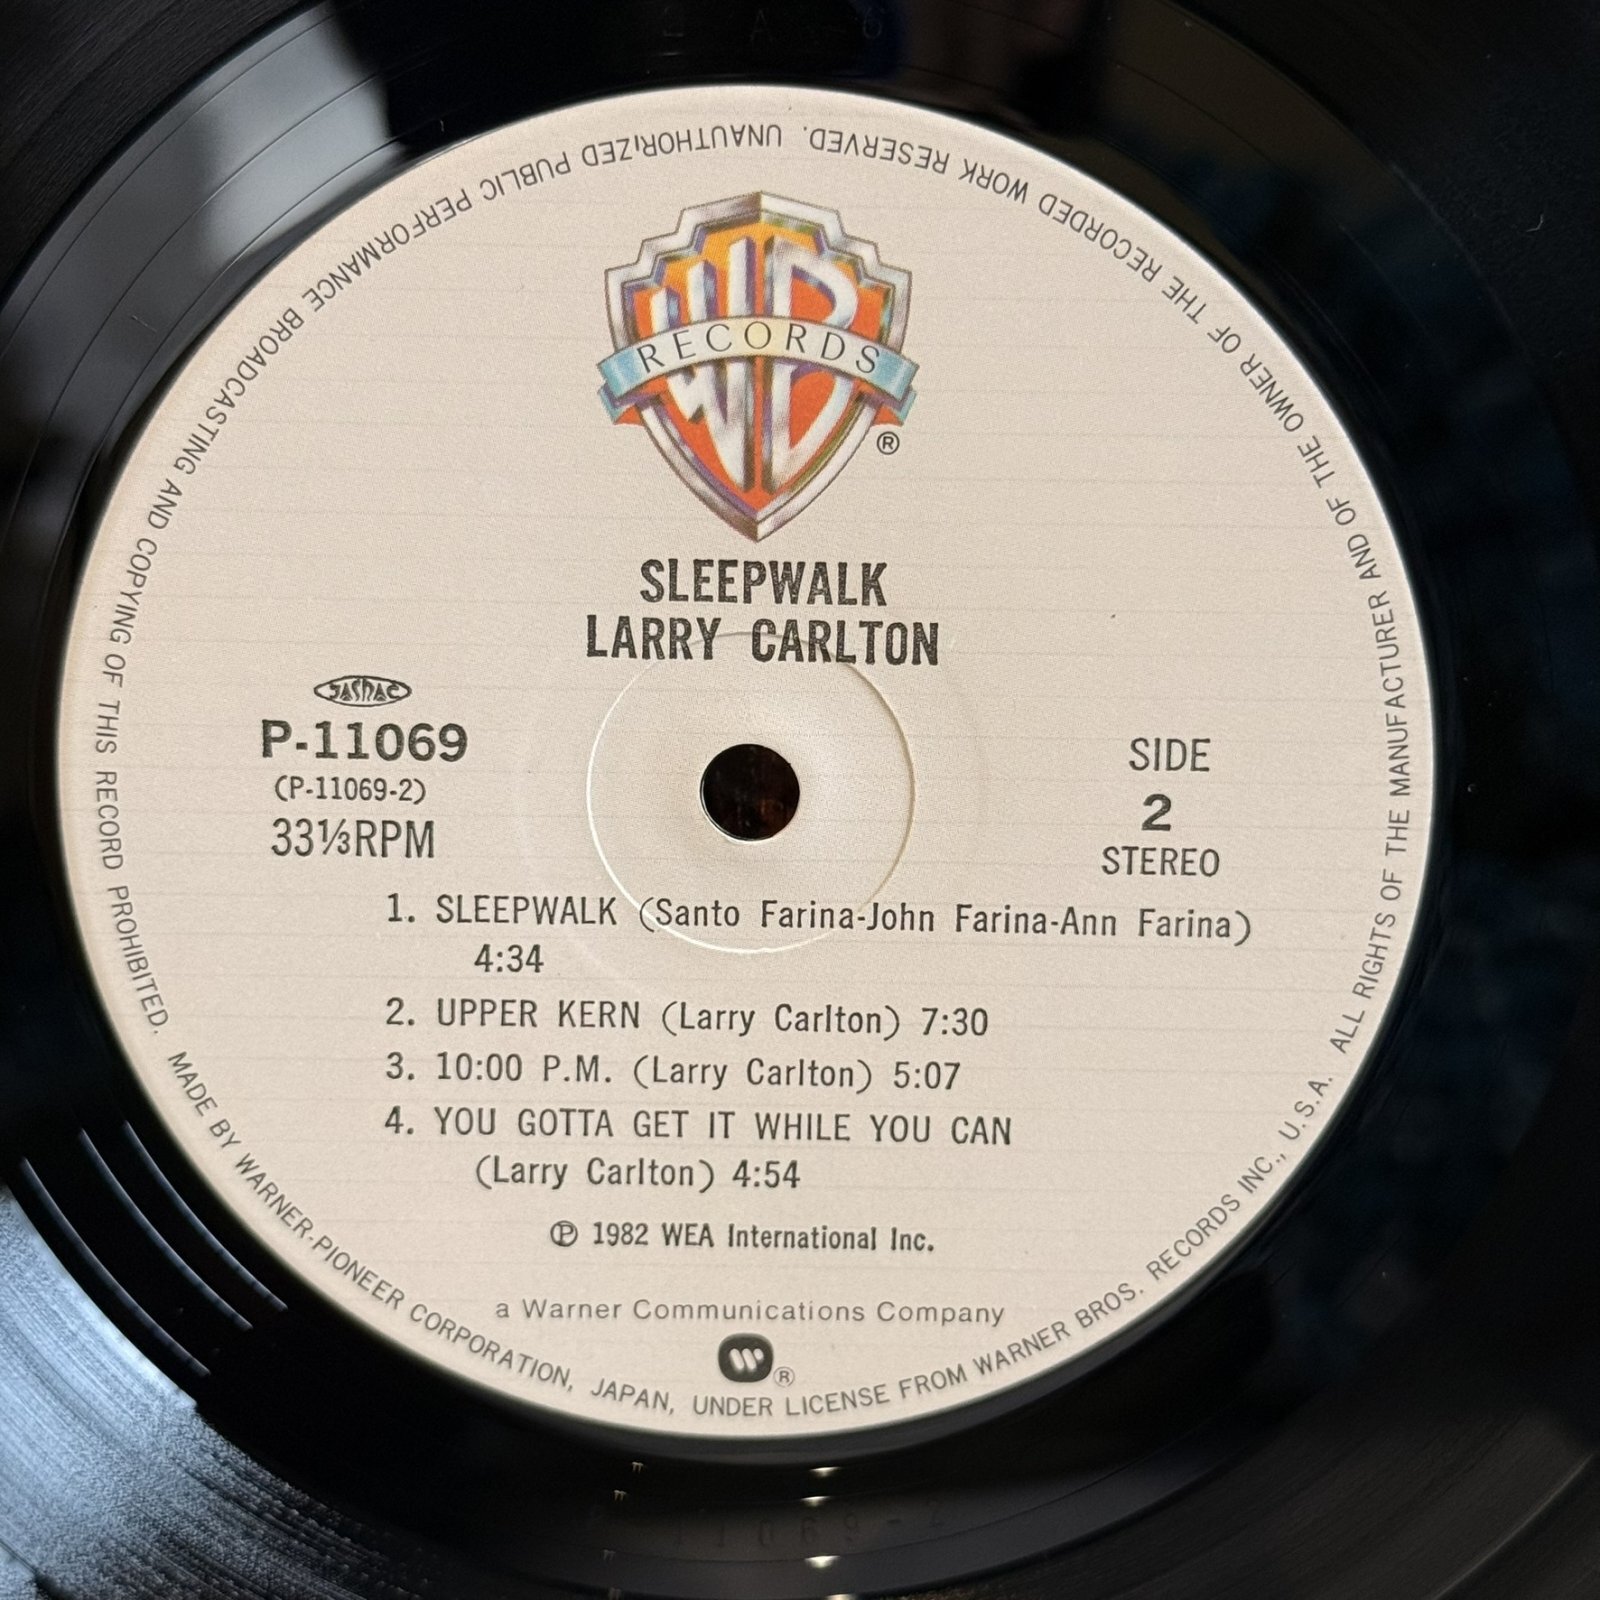 WB
RECORDS
®
SLEEPWALK
LARRY CARLTON
JASRAC
P-11069
(P-11069-2)
33⅓RPM
SIDE
2
STEREO
1. SLEEPWALK (Santo Farina-John Farina-Ann Farina)
4:34
2. UPPER KERN (Larry Carlton) 7:30
3. 10:00 P.M. (Larry Carlton) 5:07
4. YOU GOTTA GET IT WHILE YOU CAN
(Larry Carlton) 4:54
℗ 1982 WEA International Inc.
a Warner Communications Company
®
MADE BY WARNER-PIONEER CORPORATION, JAPAN, UNDER LICENSE FROM WARNER BROS. RECORDS INC., U.S.A. ALL RIGHTS OF THE MANUFACTURER AND OF THE OWNER OF THE RECORDED WORK RESERVED. UNAUTHORIZED PUBLIC PERFORMANCE BROADCASTING AND COPYING OF THIS RECORD PROHIBITED.